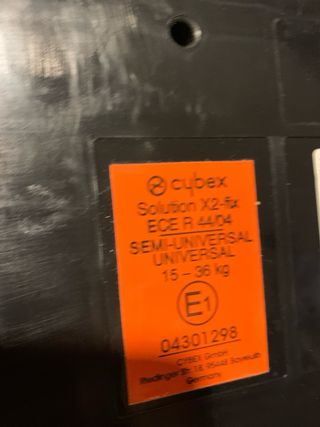 cybex
Solution X2-fix
ECE R 44/04
SEMI-UNIVERSAL
UNIVERSAL
15 – 36 kg
E1
04301298
CYBEX GmbH
Riedinger Str. 18, 95448 Bayreuth
Germany